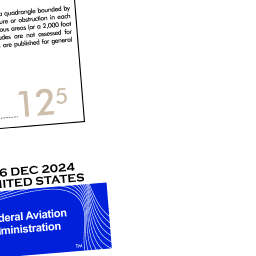 a quadrangle bounded by
ure or obstruction in each
ous areas (or a 2,000 foot
udes are not assessed for
are published for general
12⁵
6 DEC 2024
NITED STATES
deral Aviation
ministration
TM